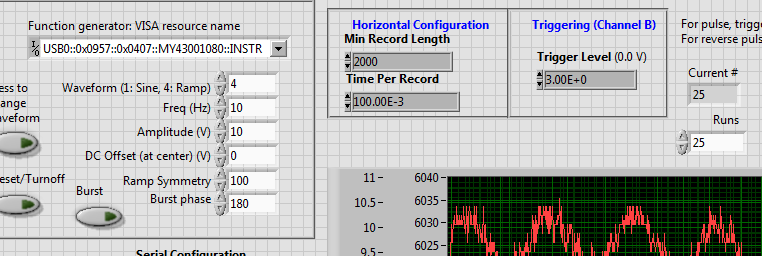 Function generator: VISA resource name
I/O USB0::0x0957::0x0407::MY43001080::INSTR
Waveform (1: Sine, 4: Ramp) 4
Freq (Hz) 10
Amplitude (V) 10
DC Offset (at center) (V) 0
Ramp Symmetry 100
Burst phase 180
ess to
ange
aveform
eset/Turnoff
Burst
Serial Configuration
Horizontal Configuration
Min Record Length
2000
Time Per Record
100.00E-3
Triggering (Channel B)
Trigger Level (0.0 V)
3.00E+0
For pulse, trigge
For reverse puls
Current #
25
Runs
25
11 -
10.5 -
10 -
9.5 -
6040-
6035-
6030-
6025-